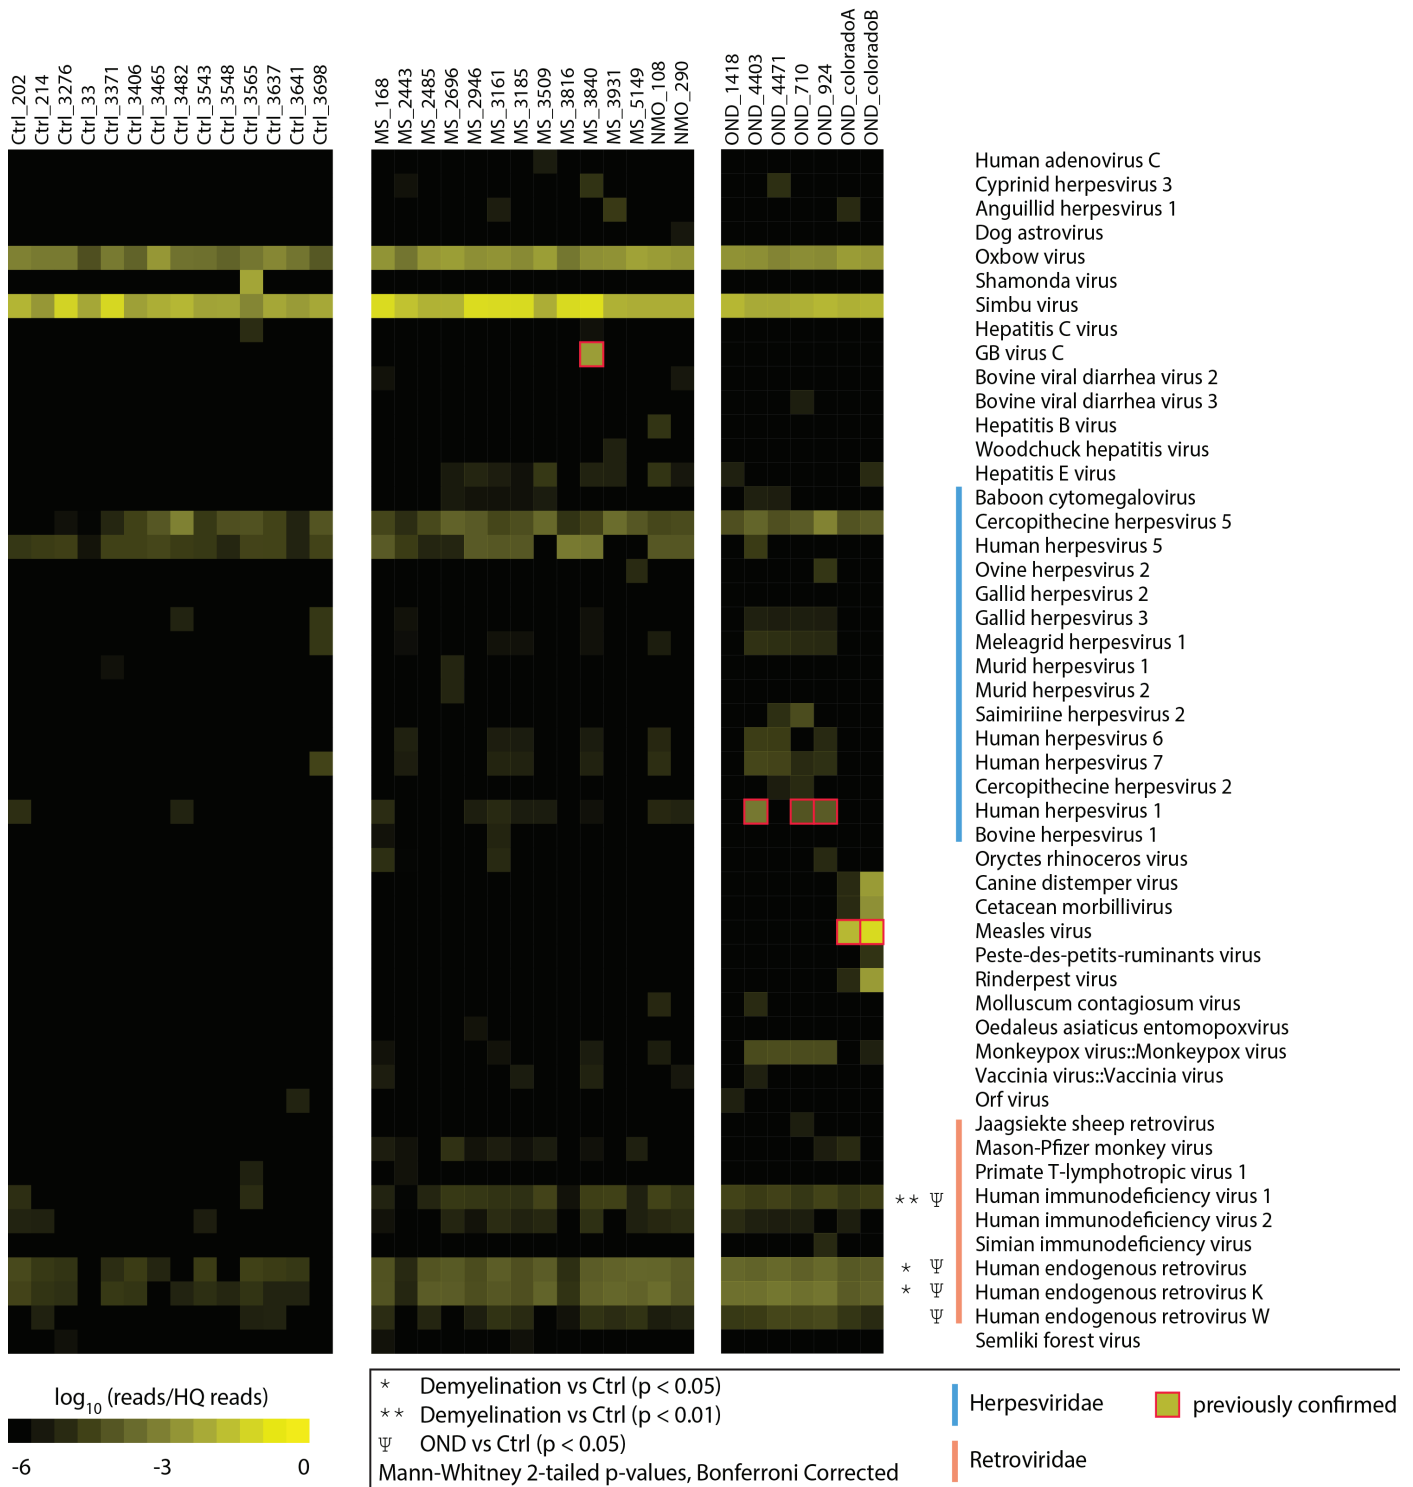 Ctrl_202
Ctrl_214
Ctrl_3276
Ctrl_33
Ctrl_3371
Ctrl_3406
Ctrl_3465
Ctrl_3482
Ctrl_3543
Ctrl_3548
Ctrl_3565
Ctrl_3637
Ctrl_3641
Ctrl_3698
MS_168
MS_2443
MS_2485
MS_2696
MS_2946
MS_3161
MS_3185
MS_3509
MS_3816
MS_3840
MS_3931
MS_5149
NMO_108
NMO_290
OND_1418
OND_4403
OND_4471
OND_710
OND_924
OND_coloradoA
OND_coloradoB
Human adenovirus C
Cyprinid herpesvirus 3
Anguillid herpesvirus 1
Dog astrovirus
Oxbow virus
Shamonda virus
Simbu virus
Hepatitis C virus
GB virus C
Bovine viral diarrhea virus 2
Bovine viral diarrhea virus 3
Hepatitis B virus
Woodchuck hepatitis virus
Hepatitis E virus
Baboon cytomegalovirus
Cercopithecine herpesvirus 5
Human herpesvirus 5
Ovine herpesvirus 2
Gallid herpesvirus 2
Gallid herpesvirus 3
Meleagrid herpesvirus 1
Murid herpesvirus 1
Murid herpesvirus 2
Saimiriine herpesvirus 2
Human herpesvirus 6
Human herpesvirus 7
Cercopithecine herpesvirus 2
Human herpesvirus 1
Bovine herpesvirus 1
Oryctes rhinoceros virus
Canine distemper virus
Cetacean morbillivirus
Measles virus
Peste-des-petits-ruminants virus
Rinderpest virus
Molluscum contagiosum virus
Oedaleus asiaticus entomopoxvirus
Monkeypox virus::Monkeypox virus
Vaccinia virus::Vaccinia virus
Orf virus
Jaagsiekte sheep retrovirus
Mason-Pfizer monkey virus
Primate T-lymphotropic virus 1
** Ψ Human immunodeficiency virus 1
Human immunodeficiency virus 2
Simian immunodeficiency virus
* Ψ Human endogenous retrovirus
* Ψ Human endogenous retrovirus K
Ψ Human endogenous retrovirus W
Semliki forest virus
log10 (reads/HQ reads)
-6 -3 0
* Demyelination vs Ctrl (p < 0.05)
** Demyelination vs Ctrl (p < 0.01)
Ψ OND vs Ctrl (p < 0.05)
Mann-Whitney 2-tailed p-values, Bonferroni Corrected
Herpesviridae
Retroviridae
previously confirmed